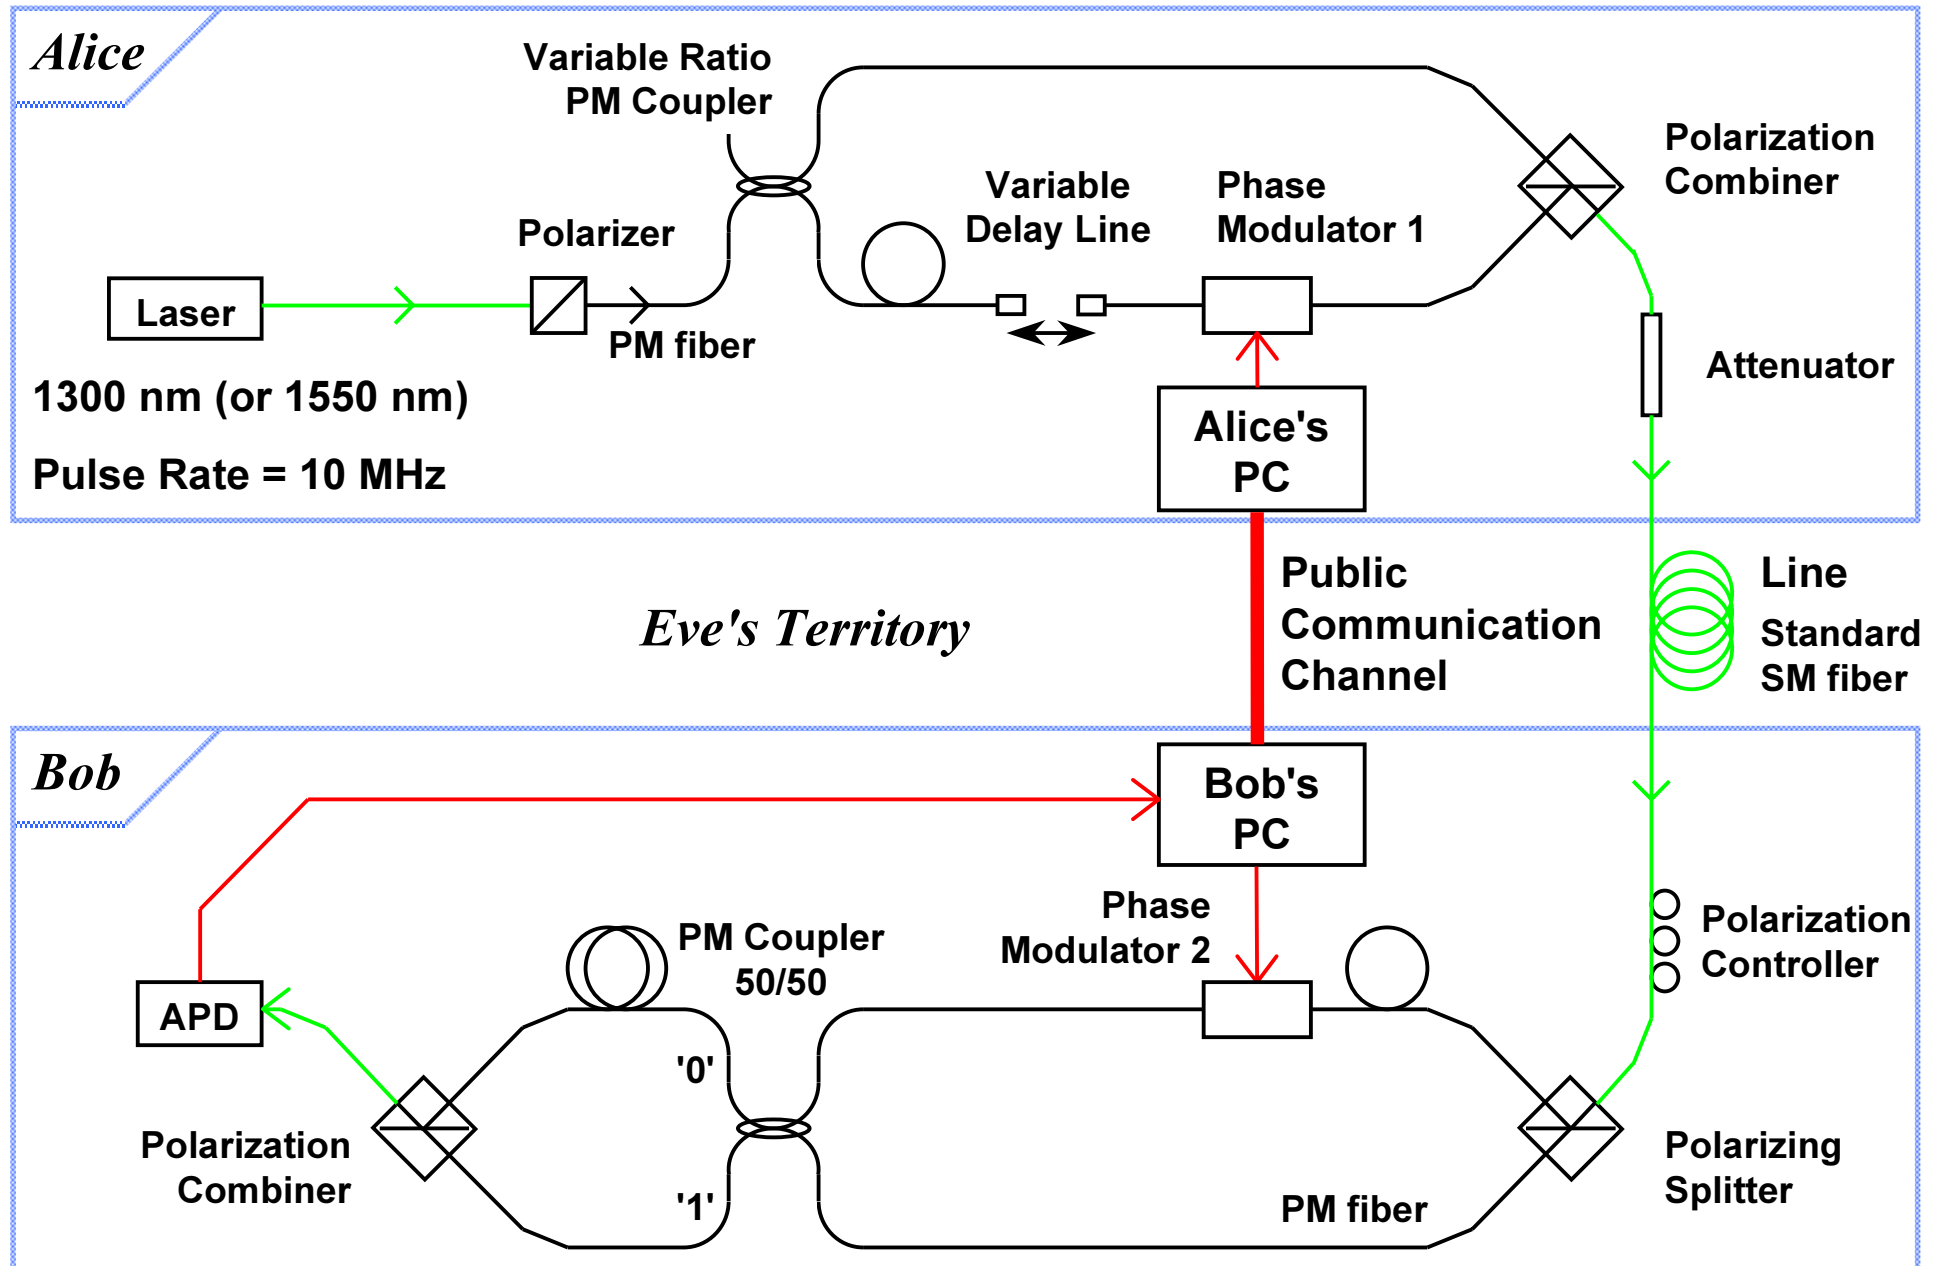 Alice
Variable Ratio
PM Coupler
Polarization
Combiner
Variable
Delay Line
Phase
Modulator 1
Polarizer
Laser
PM fiber
Attenuator
1300 nm (or 1550 nm)
Pulse Rate = 10 MHz
Alice's
PC
Eve's Territory
Public
Communication
Channel
Line
Standard
SM fiber
Bob
Bob's
PC
Phase
Modulator 2
Polarization
Controller
PM Coupler
50/50
APD
'0'
Polarization
Combiner
'1'
PM fiber
Polarizing
Splitter